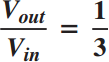 V_out / V_in = 1 / 3